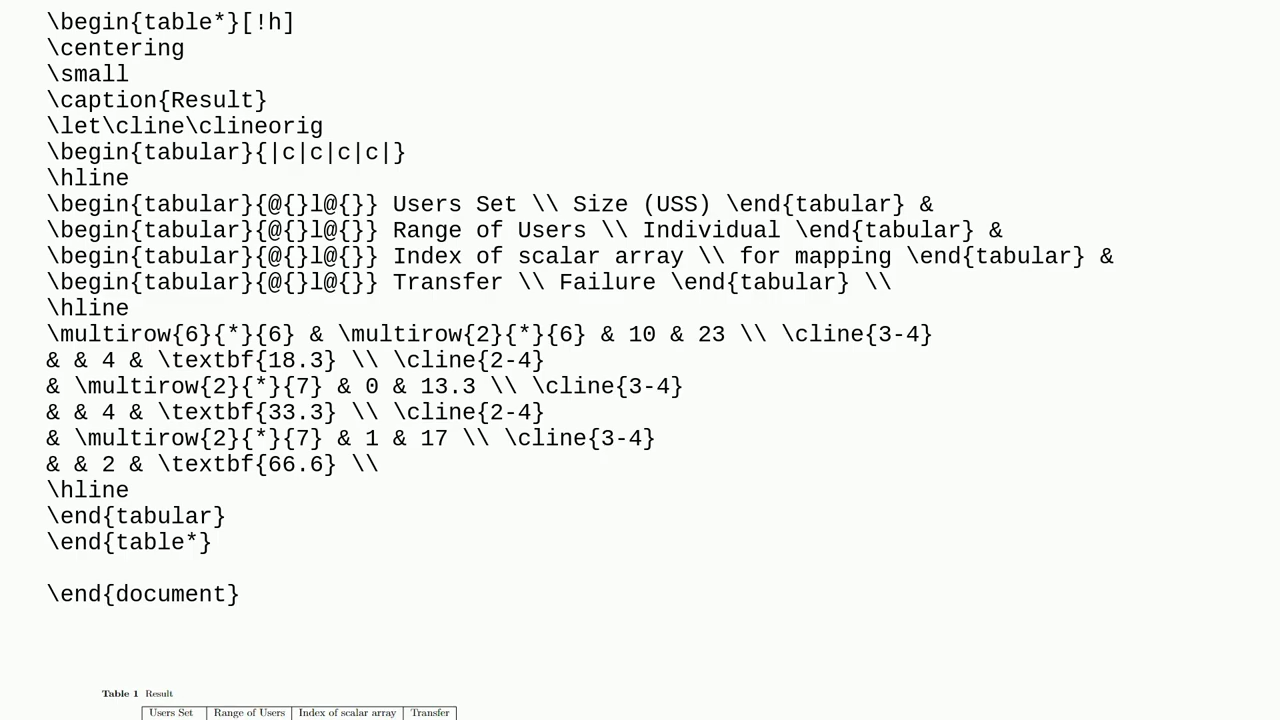 \begin{table*}[!h]
\centering
\small
\caption{Result}
\let\cline\clineorig
\begin{tabular}{|c|c|c|c|}
\hline
\begin{tabular}{@{}l@{}} Users Set \\ Size (USS) \end{tabular} &
\begin{tabular}{@{}l@{}} Range of Users \\ Individual \end{tabular} &
\begin{tabular}{@{}l@{}} Index of scalar array \\ for mapping \end{tabular} &
\begin{tabular}{@{}l@{}} Transfer \\ Failure \end{tabular} \\
\hline
\multirow{6}{*}{6} & \multirow{2}{*}{6} & 10 & 23 \\ \cline{3-4}
& & 4 & \textbf{18.3} \\ \cline{2-4}
& \multirow{2}{*}{7} & 0 & 13.3 \\ \cline{3-4}
& & 4 & \textbf{33.3} \\ \cline{2-4}
& \multirow{2}{*}{7} & 1 & 17 \\ \cline{3-4}
& & 2 & \textbf{66.6} \\
\hline
\end{tabular}
\end{table*}
\end{document}
Table 1 Result
Users Set Range of Users Index of scalar array Transfer